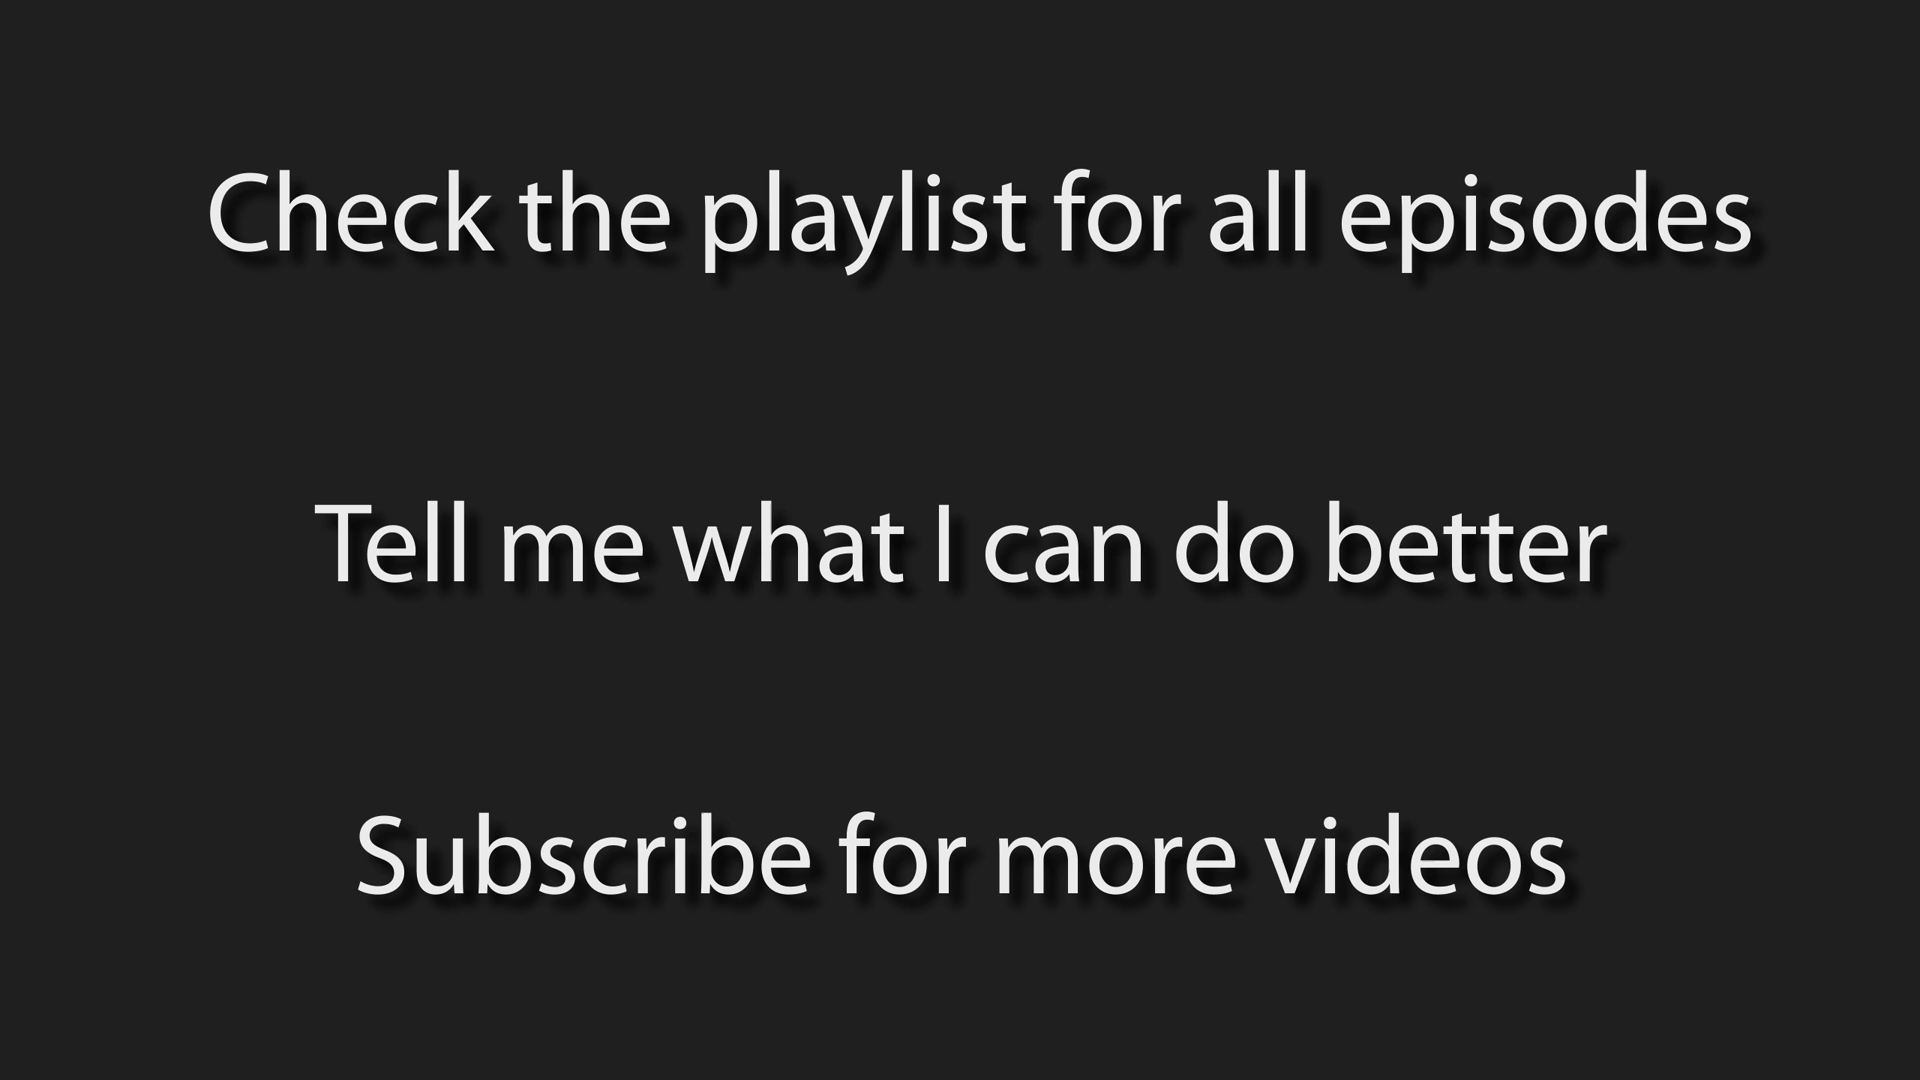 Check the playlist for all episodes
Tell me what I can do better
Subscribe for more videos